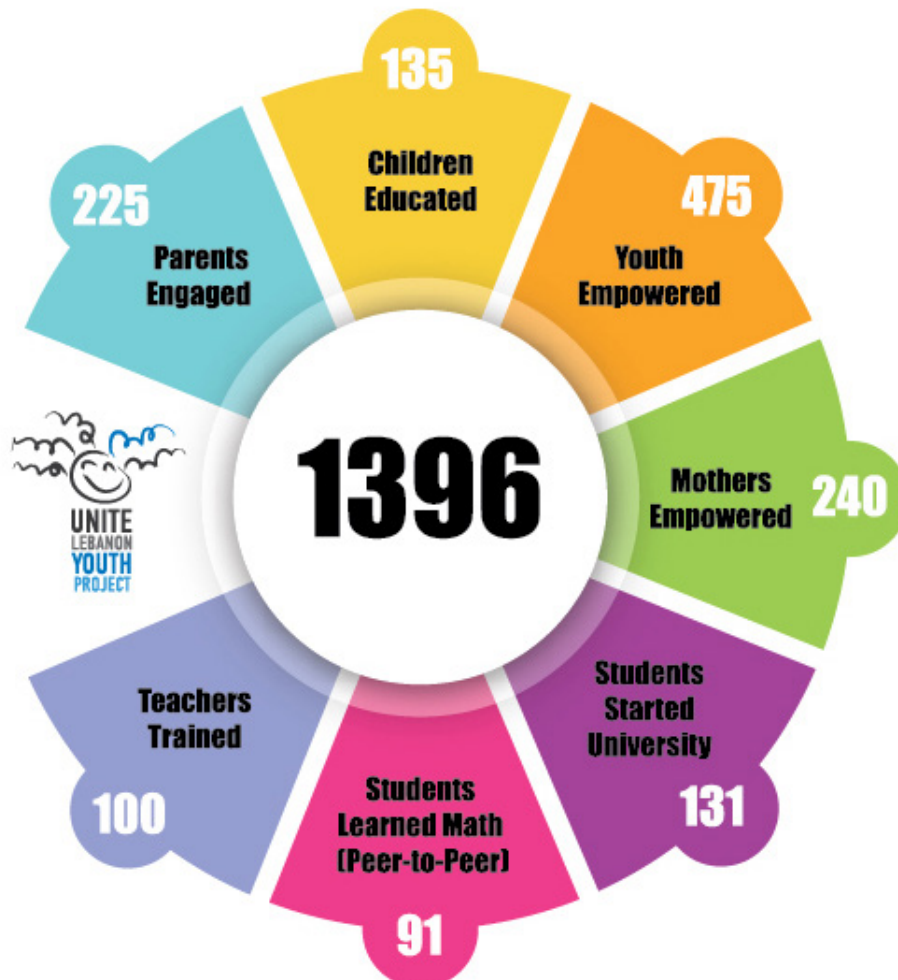 135
Children
Educated
475
Youth
Empowered
Mothers
Empowered
240
Students
Started
University
131
Students
Learned Math
(Peer-to-Peer)
91
Teachers
Trained
100
UNITE
LEBANON
YOUTH
PROJECT
225
Parents
Engaged
1396